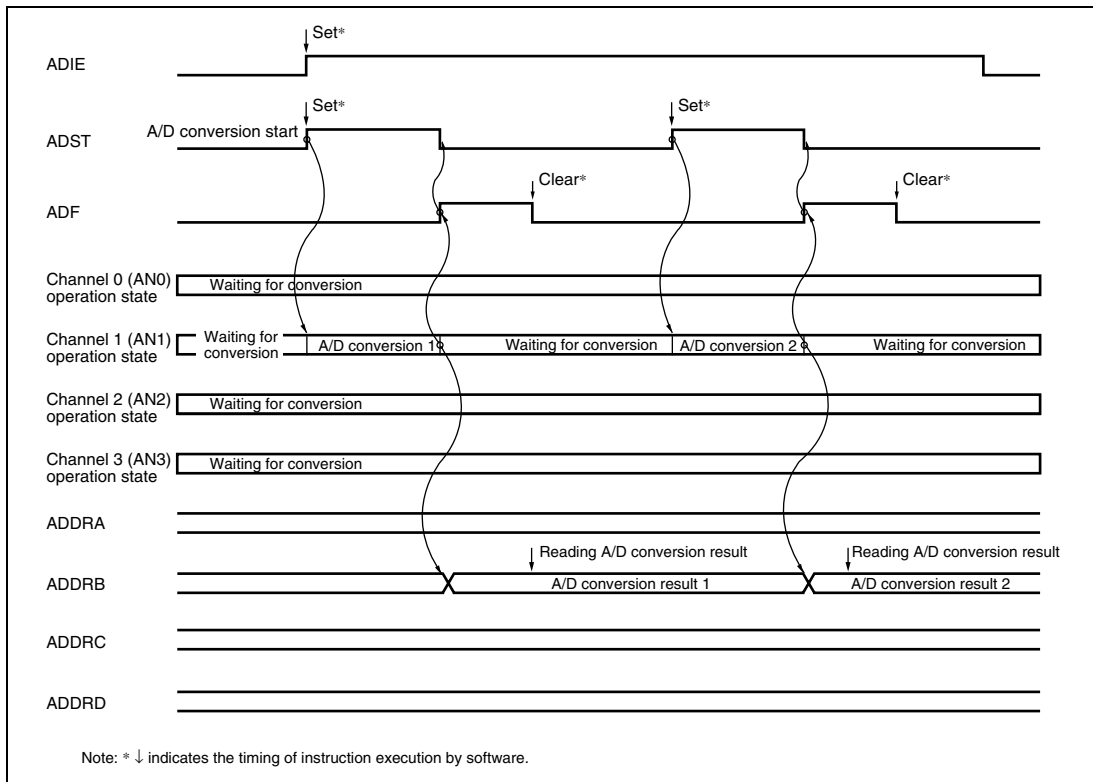 Set*
ADIE
Set*
Set*
A/D conversion start
ADST
Clear*
Clear*
ADF
Channel 0 (AN0)
operation state
Waiting for conversion
Channel 1 (AN1)
operation state
Waiting for
conversion
A/D conversion 1
Waiting for conversion
A/D conversion 2
Waiting for conversion
Channel 2 (AN2)
operation state
Waiting for conversion
Channel 3 (AN3)
operation state
Waiting for conversion
ADDRA
Reading A/D conversion result
Reading A/D conversion result
ADDRB
A/D conversion result 1
A/D conversion result 2
ADDRC
ADDRD
Note: * ↓ indicates the timing of instruction execution by software.